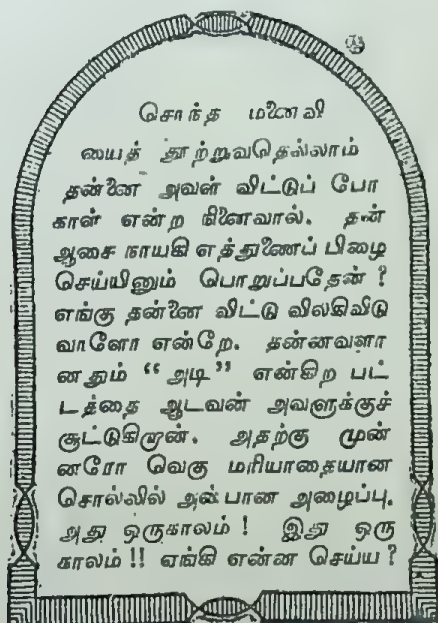 சொந்த மனைவி
யைத் தூற்றுவதெல்லாம்
தன்னை அவள் விட்டுப் போ
காள் என்ற நினைவால். தன்
ஆசை நாயகி எத்துணைப் பிழை
செய்யினும் பொறுப்பதேன் ?
எங்கு தன்னை விட்டு விலகிவிடு
வாளோ என்றே. தன்னவளா
னதும் “அடி” என்கிற பட்
டத்தை ஆடவன் அவளுக்குச்
சூட்டுகிறான். அதற்கு முன்
னரோ வெகு மரியாதையான
சொல்லில் அன்பான அழைப்பு.
அது ஒருகாலம் ! இது ஒரு
காலம் !! ஏங்கி என்ன செய்ய ?